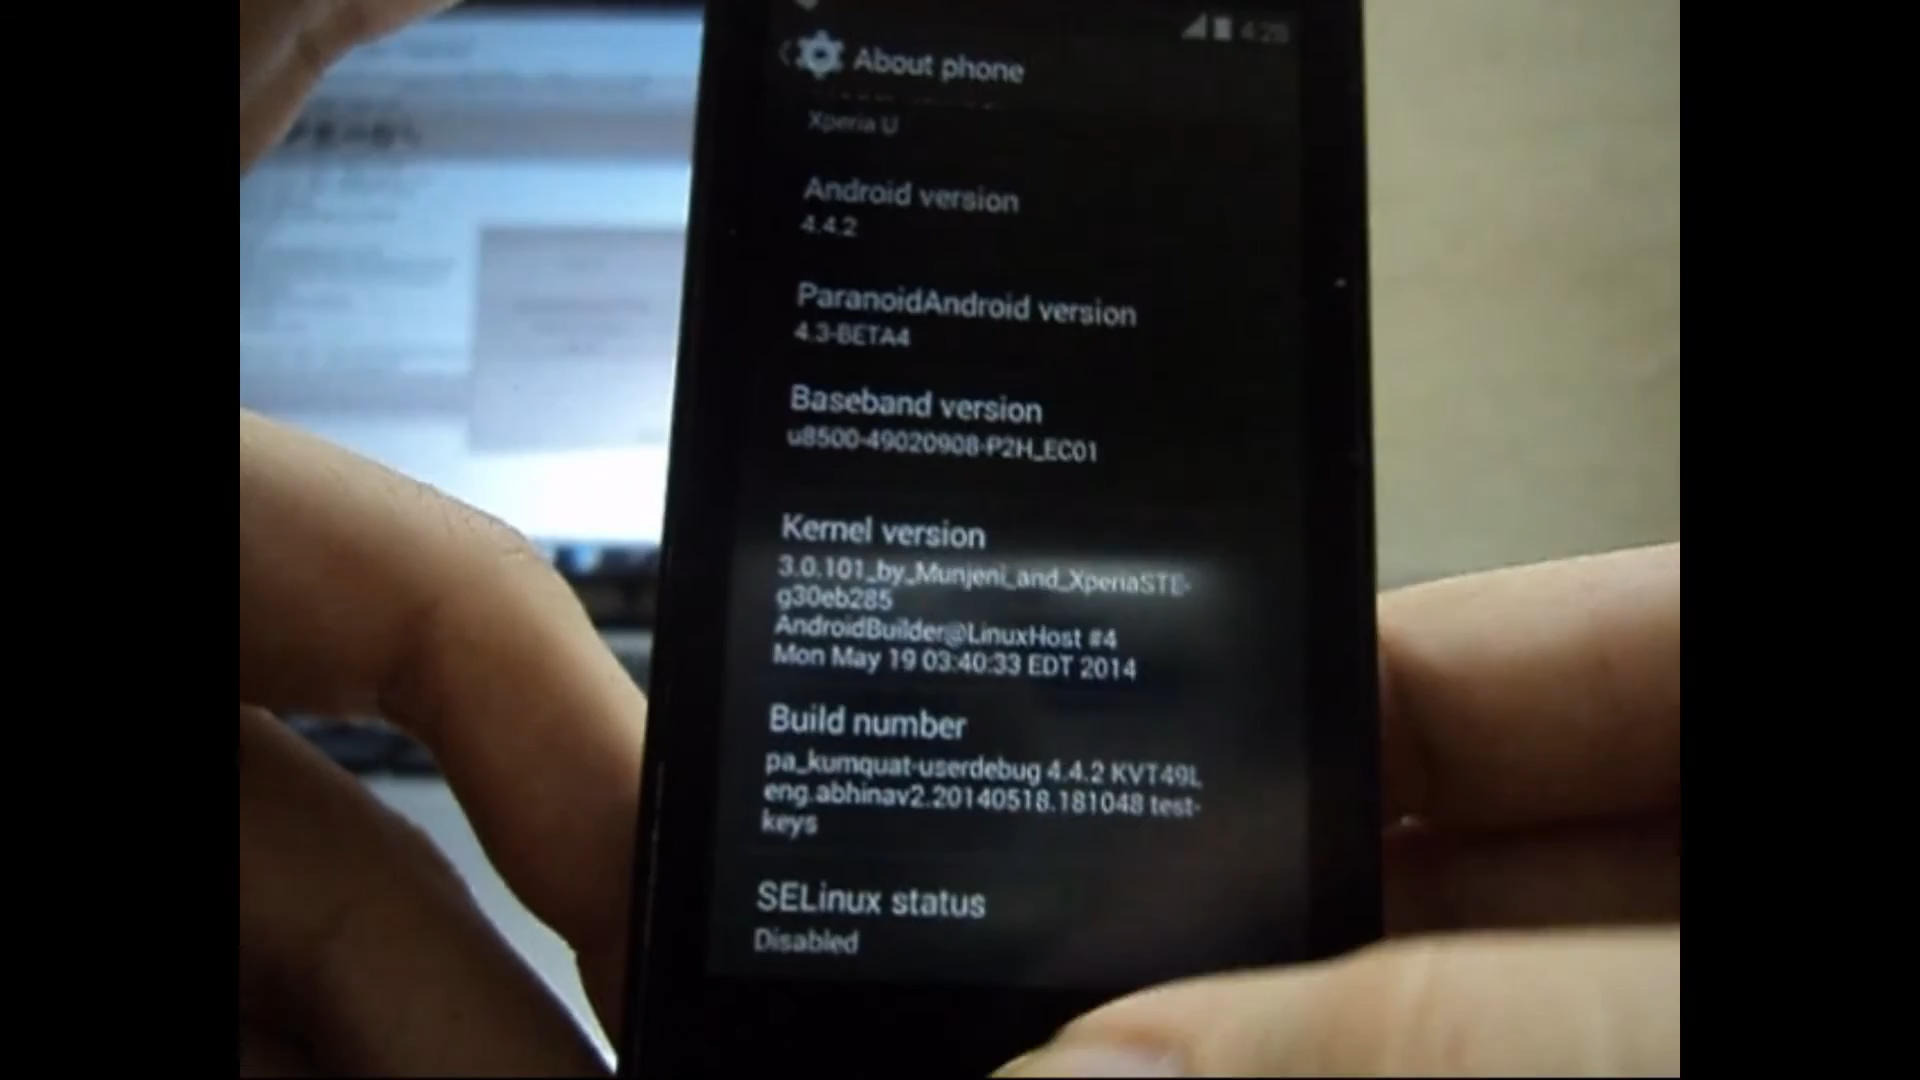 4:28
About phone
Xperia U
Android version
4.4.2
ParanoidAndroid version
4.3-BETA4
Baseband version
u8500-49020908-P2H_EC01
Kernel version
3.0.101_by_Munjeni_and_XperiaSTE-
g30eb285
AndroidBuilder@LinuxHost #4
Mon May 19 03:40:33 EDT 2014
Build number
pa_kumquat-userdebug 4.4.2 KVT49L
eng.abhinav2.20140518.181048 test-
keys
SELinux status
Disabled